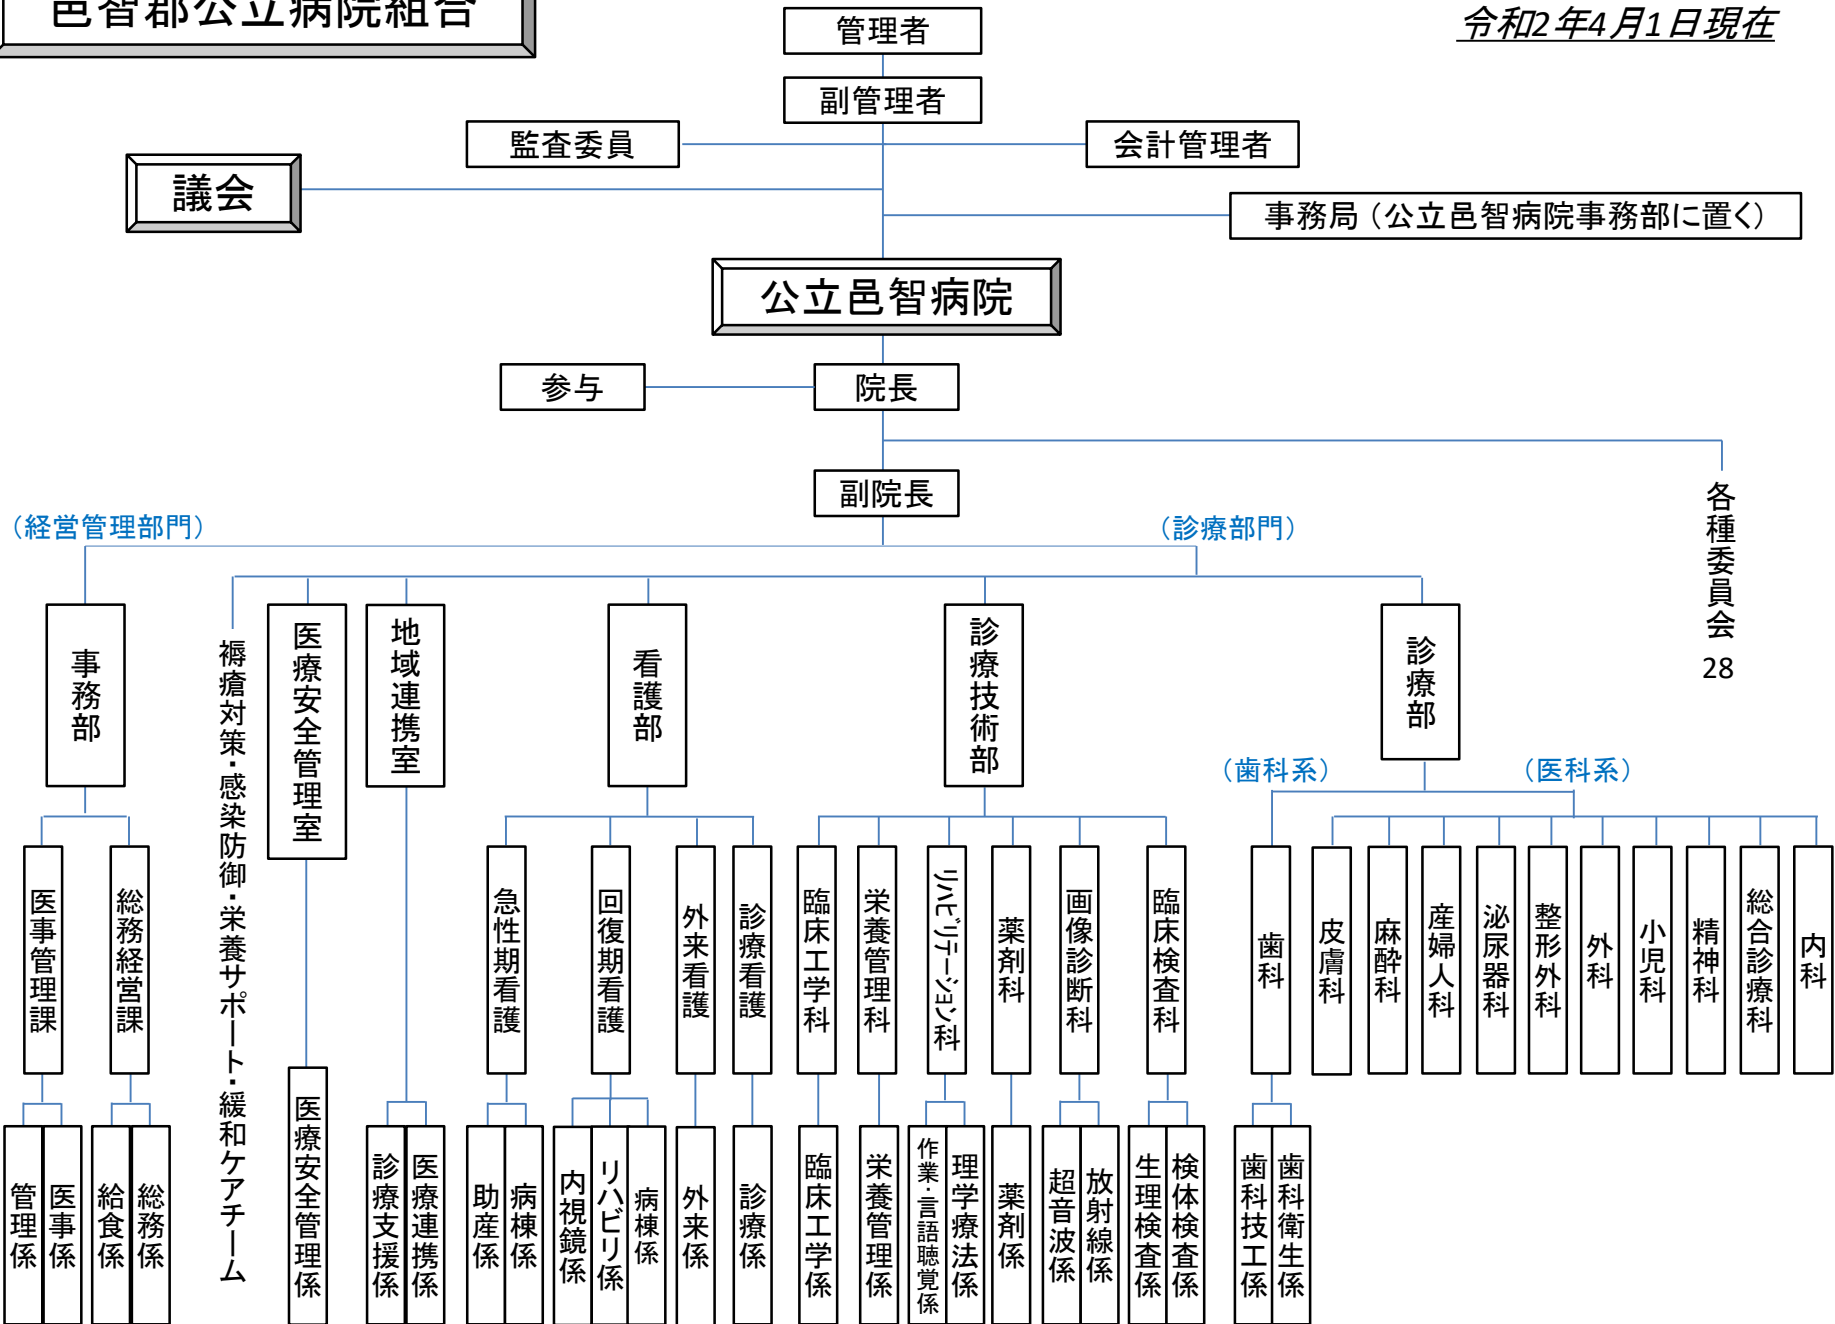 邑智郡公立病院組合
令和2年4月1日現在
管理者
副管理者
監査委員
会計管理者
議会
事務局（公立邑智病院事務部に置く）
公立邑智病院
参与
院長
副院長
各種委員会
28
（経営管理部門）
（診療部門）
事務部
褥瘡対策・感染防御・栄養サポート・緩和ケアチーム
医療安全管理室
地域連携室
看護部
診療技術部
診療部
（歯科系）
（医科系）
医事管理課
総務経営課
急性期看護
回復期看護
外来看護
診療看護
臨床工学科
栄養管理科
リハビリテーション科
薬剤科
画像診断科
臨床検査科
歯科
皮膚科
麻酔科
産婦人科
泌尿器科
整形外科
外科
小児科
精神科
総合診療科
内科
管理係
医事係
給食係
総務係
医療安全管理係
診療支援係
医療連携係
助産係
病棟係
内視鏡係
リハビリ係
病棟係
外来係
診療係
臨床工学係
栄養管理係
作業・言語聴覚係
理学療法係
薬剤係
超音波係
放射線係
生理検査係
検体検査係
歯科技工係
歯科衛生係